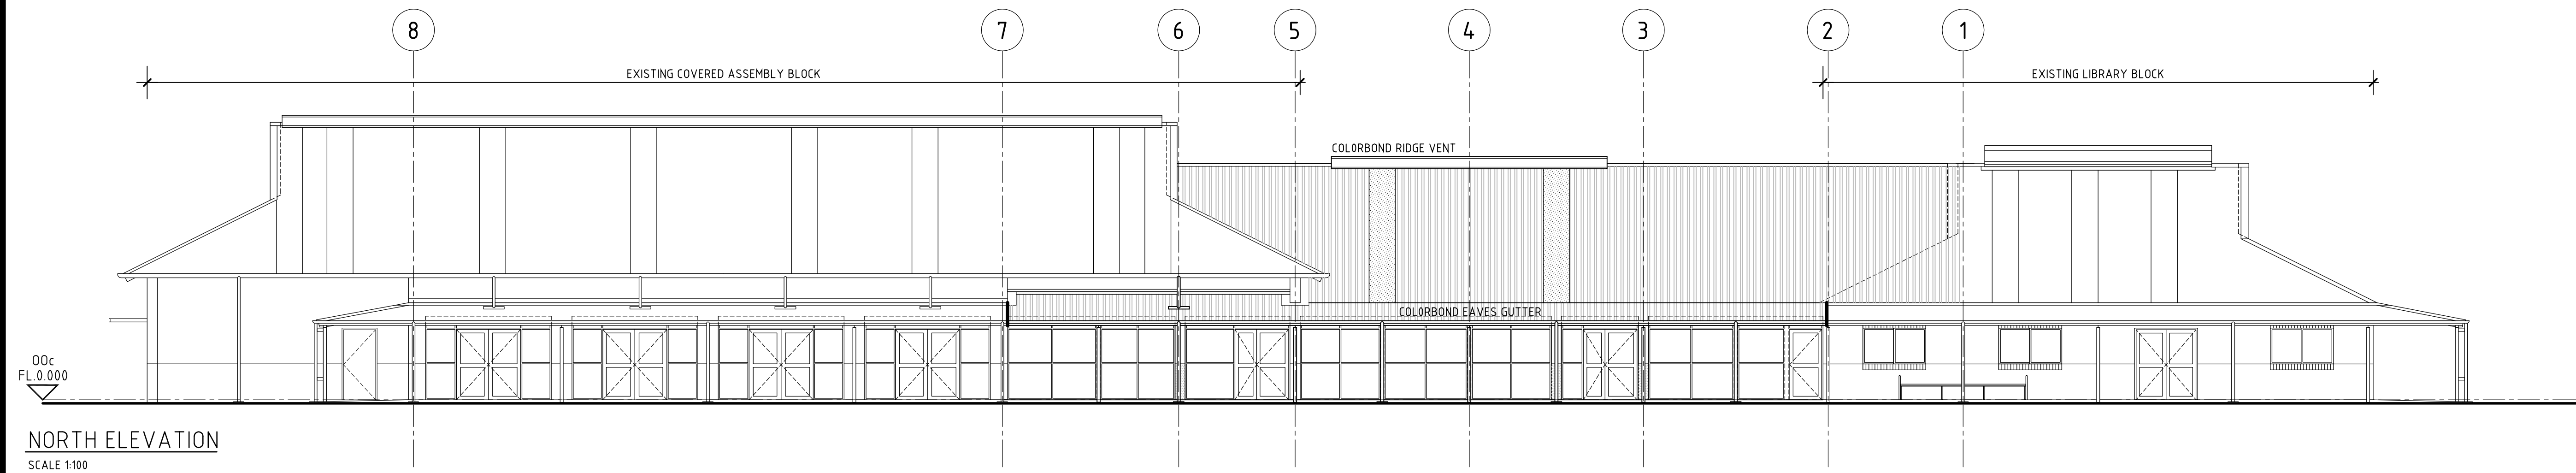 8 7 6 5 4 3 2 1
EXISTING COVERED ASSEMBLY BLOCK
EXISTING LIBRARY BLOCK
COLORBOND RIDGE VENT
COLORBOND EAVES GUTTER
OOc
FL.0.000
NORTH ELEVATION
SCALE 1:100